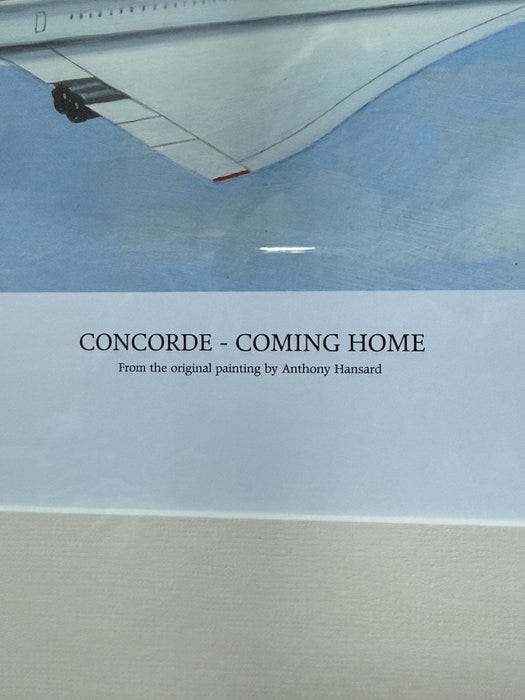 CONCORDE - COMING HOME
From the original painting by Anthony Hansard